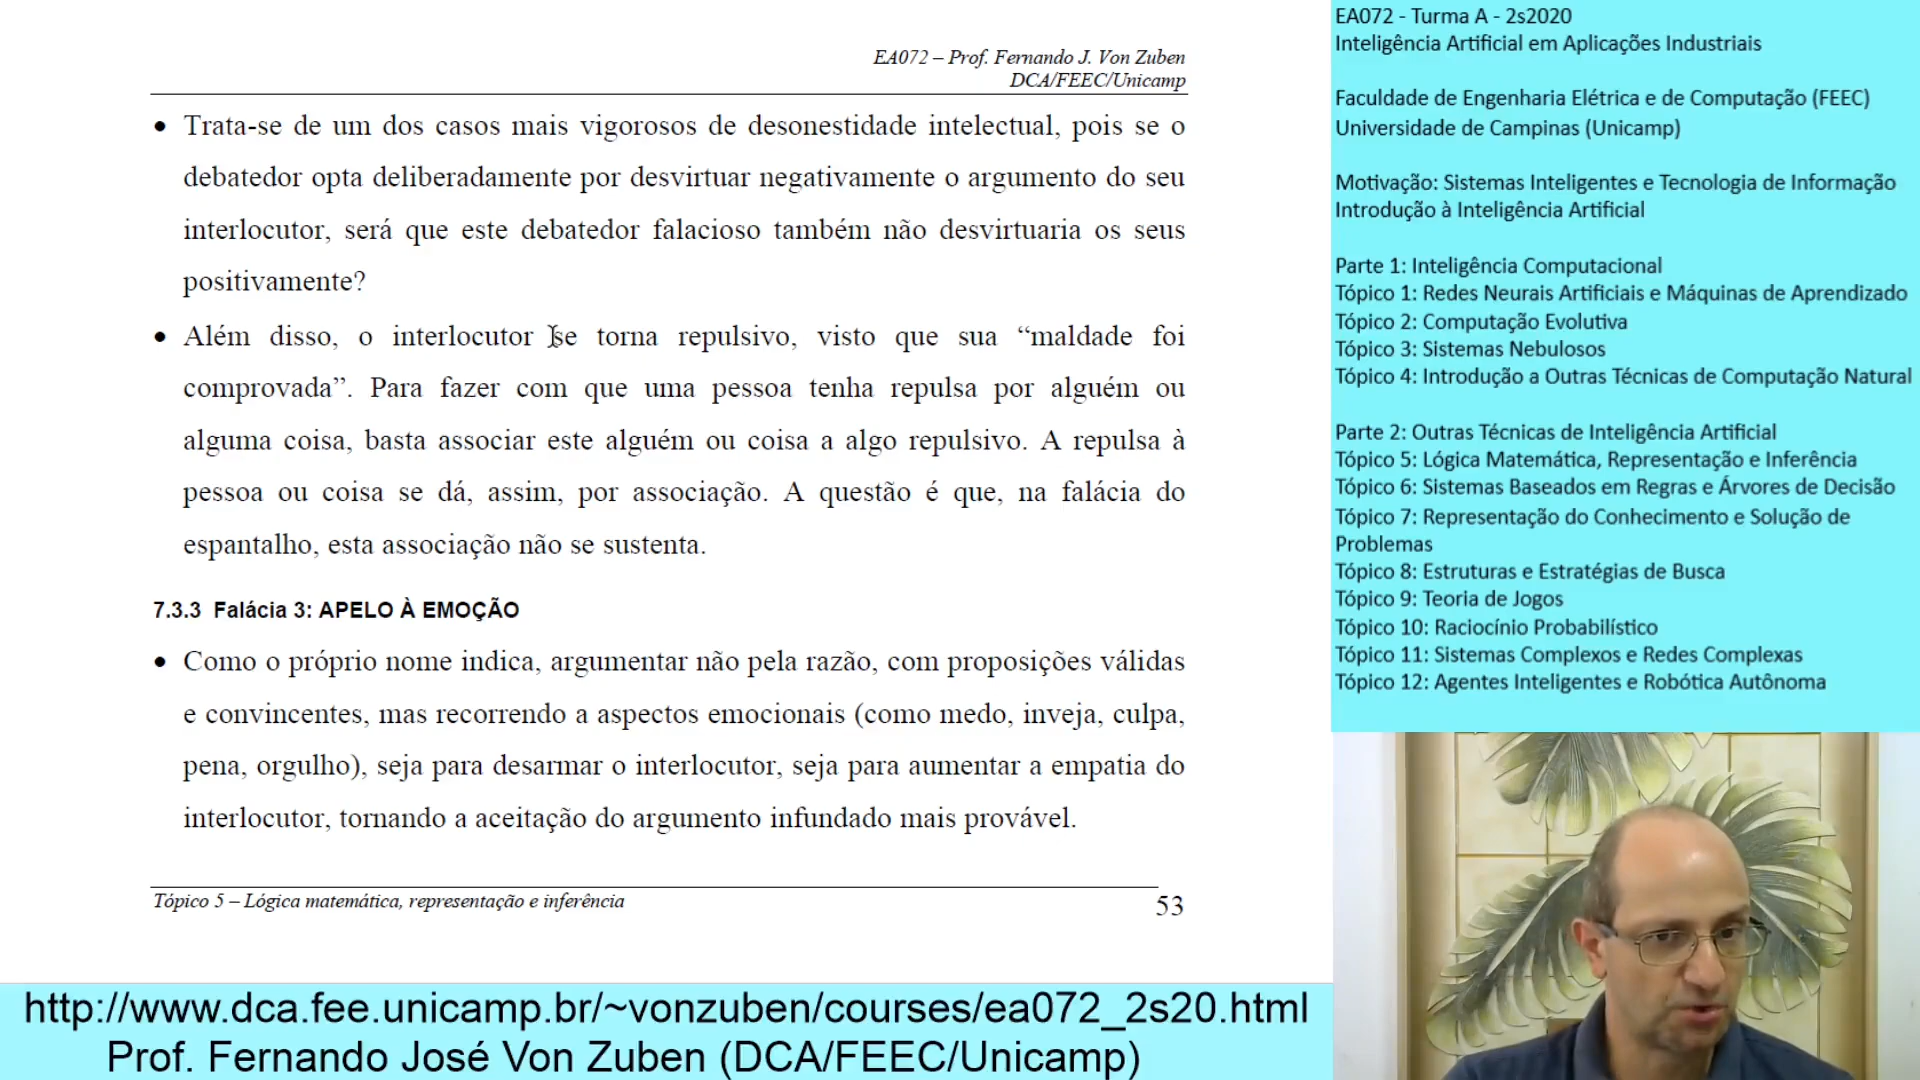 EA072 – Prof. Fernando J. Von Zuben
DCA/FEEC/Unicamp
• Trata-se de um dos casos mais vigorosos de desonestidade intelectual, pois se o
debatedor opta deliberadamente por desvirtuar negativamente o argumento do seu
interlocutor, será que este debatedor falacioso também não desvirtuaria os seus
positivamente?
• Além disso, o interlocutor se torna repulsivo, visto que sua “maldade foi
comprovada”. Para fazer com que uma pessoa tenha repulsa por alguém ou
alguma coisa, basta associar este alguém ou coisa a algo repulsivo. A repulsa à
pessoa ou coisa se dá, assim, por associação. A questão é que, na falácia do
espantalho, esta associação não se sustenta.
7.3.3 Falácia 3: APELO À EMOÇÃO
• Como o próprio nome indica, argumentar não pela razão, com proposições válidas
e convincentes, mas recorrendo a aspectos emocionais (como medo, inveja, culpa,
pena, orgulho), seja para desarmar o interlocutor, seja para aumentar a empatia do
interlocutor, tornando a aceitação do argumento infundado mais provável.
Tópico 5 – Lógica matemática, representação e inferência
53
http://www.dca.fee.unicamp.br/~vonzuben/courses/ea072_2s20.html
Prof. Fernando José Von Zuben (DCA/FEEC/Unicamp)
EA072 - Turma A - 2s2020
Inteligência Artificial em Aplicações Industriais
Faculdade de Engenharia Elétrica e de Computação (FEEC)
Universidade de Campinas (Unicamp)
Motivação: Sistemas Inteligentes e Tecnologia de Informação
Introdução à Inteligência Artificial
Parte 1: Inteligência Computacional
Tópico 1: Redes Neurais Artificiais e Máquinas de Aprendizado
Tópico 2: Computação Evolutiva
Tópico 3: Sistemas Nebulosos
Tópico 4: Introdução a Outras Técnicas de Computação Natural
Parte 2: Outras Técnicas de Inteligência Artificial
Tópico 5: Lógica Matemática, Representação e Inferência
Tópico 6: Sistemas Baseados em Regras e Árvores de Decisão
Tópico 7: Representação do Conhecimento e Solução de
Problemas
Tópico 8: Estruturas e Estratégias de Busca
Tópico 9: Teoria de Jogos
Tópico 10: Raciocínio Probabilístico
Tópico 11: Sistemas Complexos e Redes Complexas
Tópico 12: Agentes Inteligentes e Robótica Autônoma